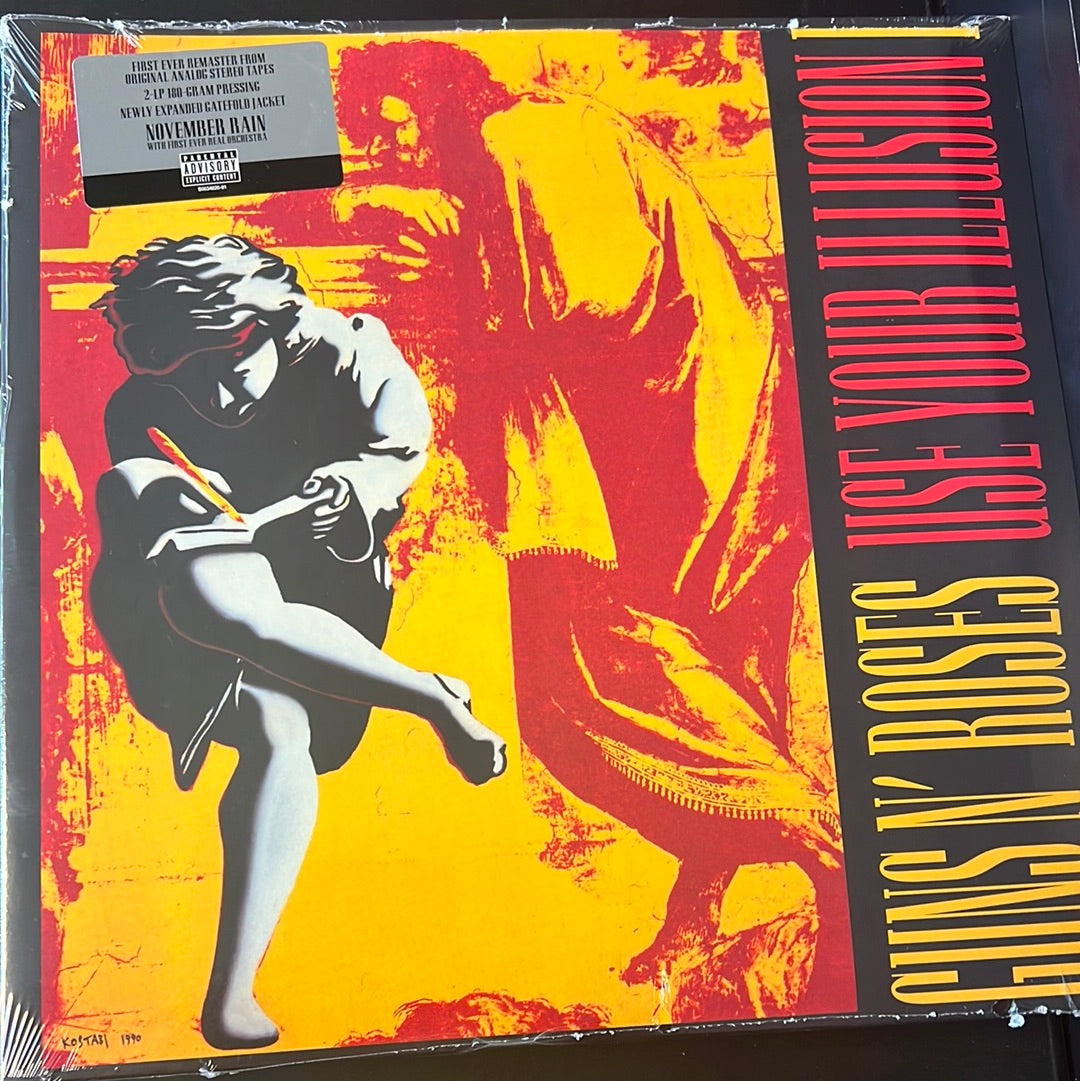 FIRST EVER REMASTER FROM
ORIGINAL ANALOG STEREO TAPES
2-LP 180-GRAM PRESSING
NEWLY EXPANDED GATEFOLD JACKET
NOVEMBER RAIN
WITH FIRST EVER REAL ORCHESTRA
PARENTAL
ADVISORY
EXPLICIT CONTENT
GUNS N' ROSES USE YOUR ILLUSION I
KOSTABI 1990